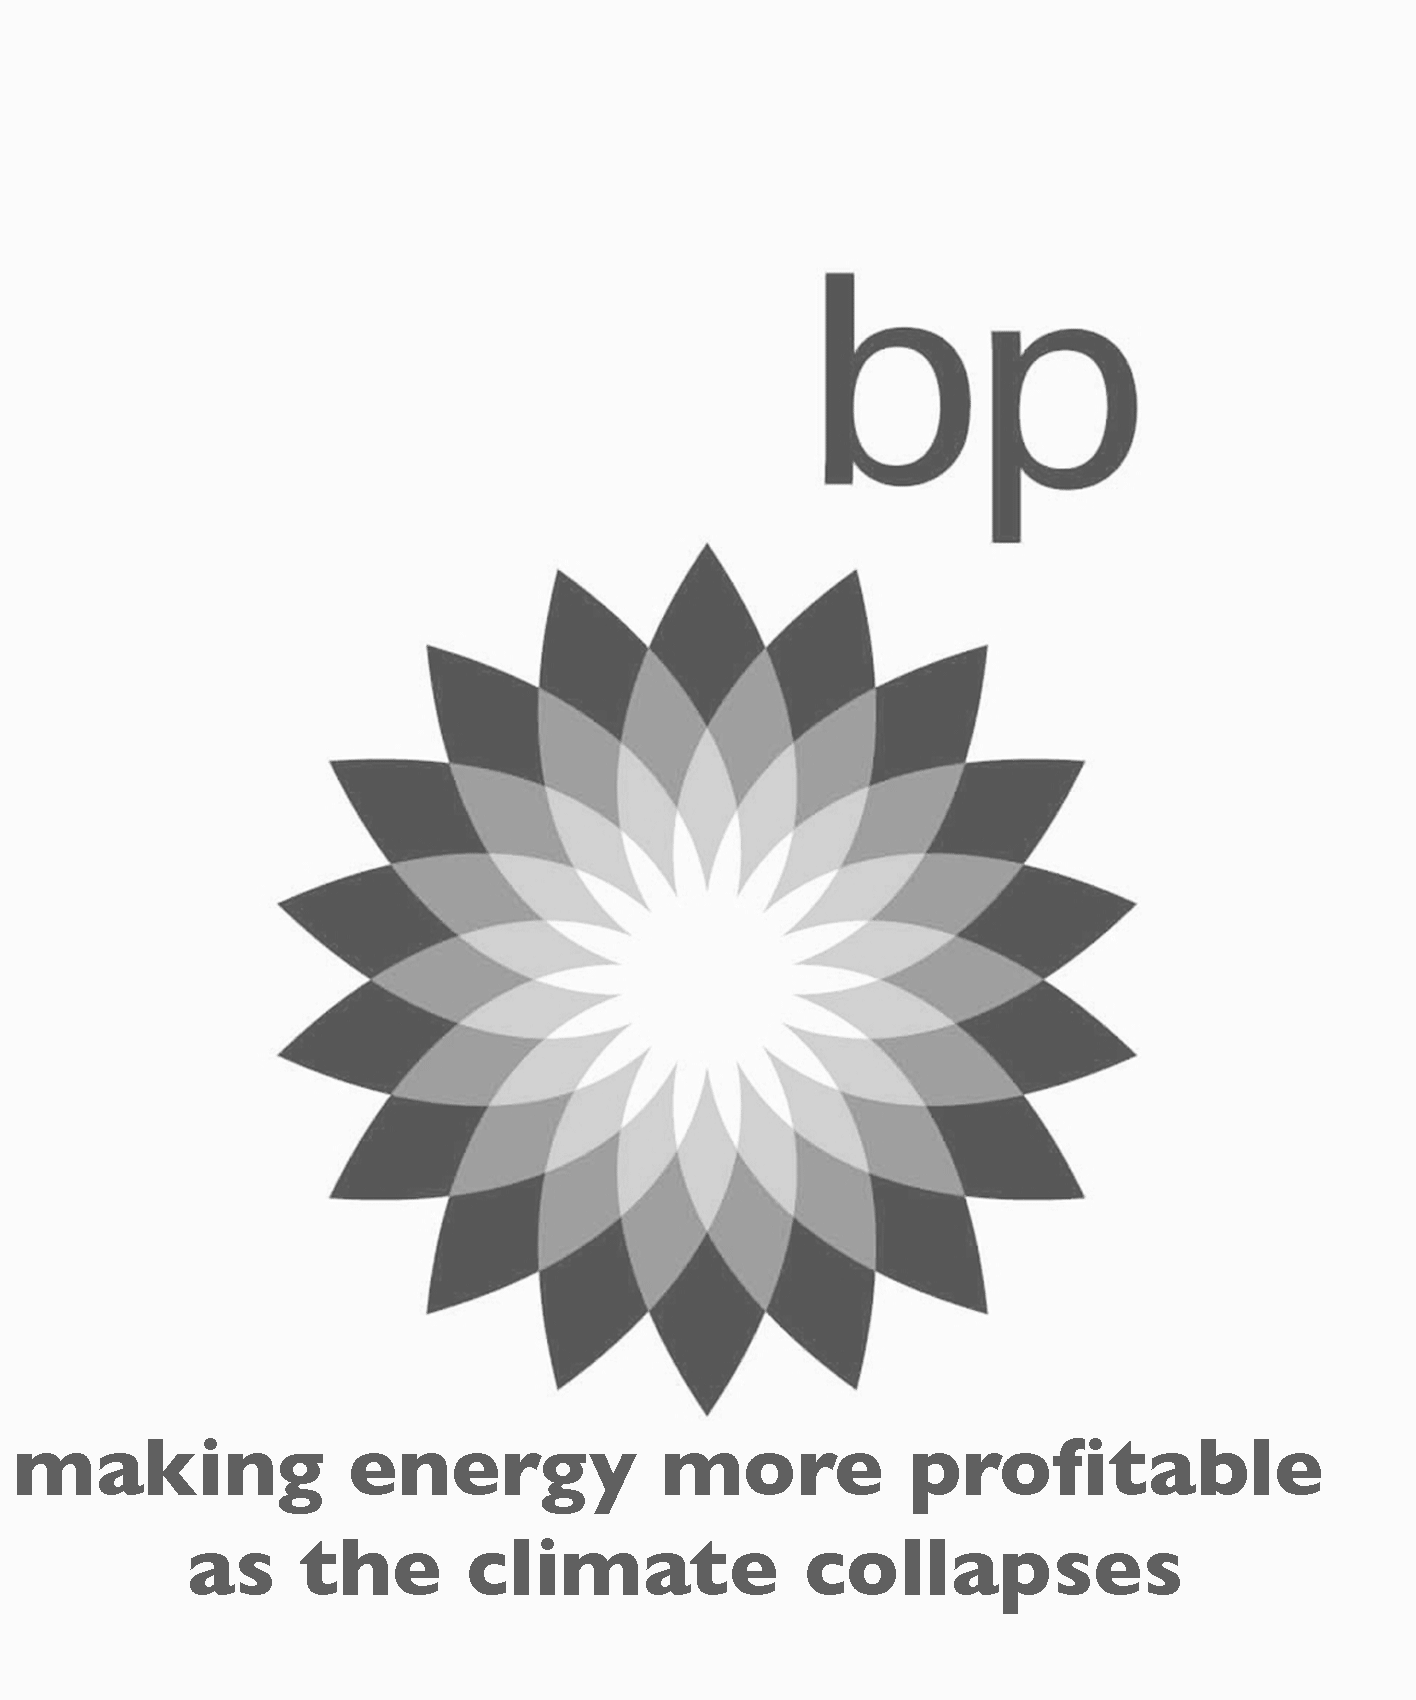 bp
making energy more profitable
as the climate collapses